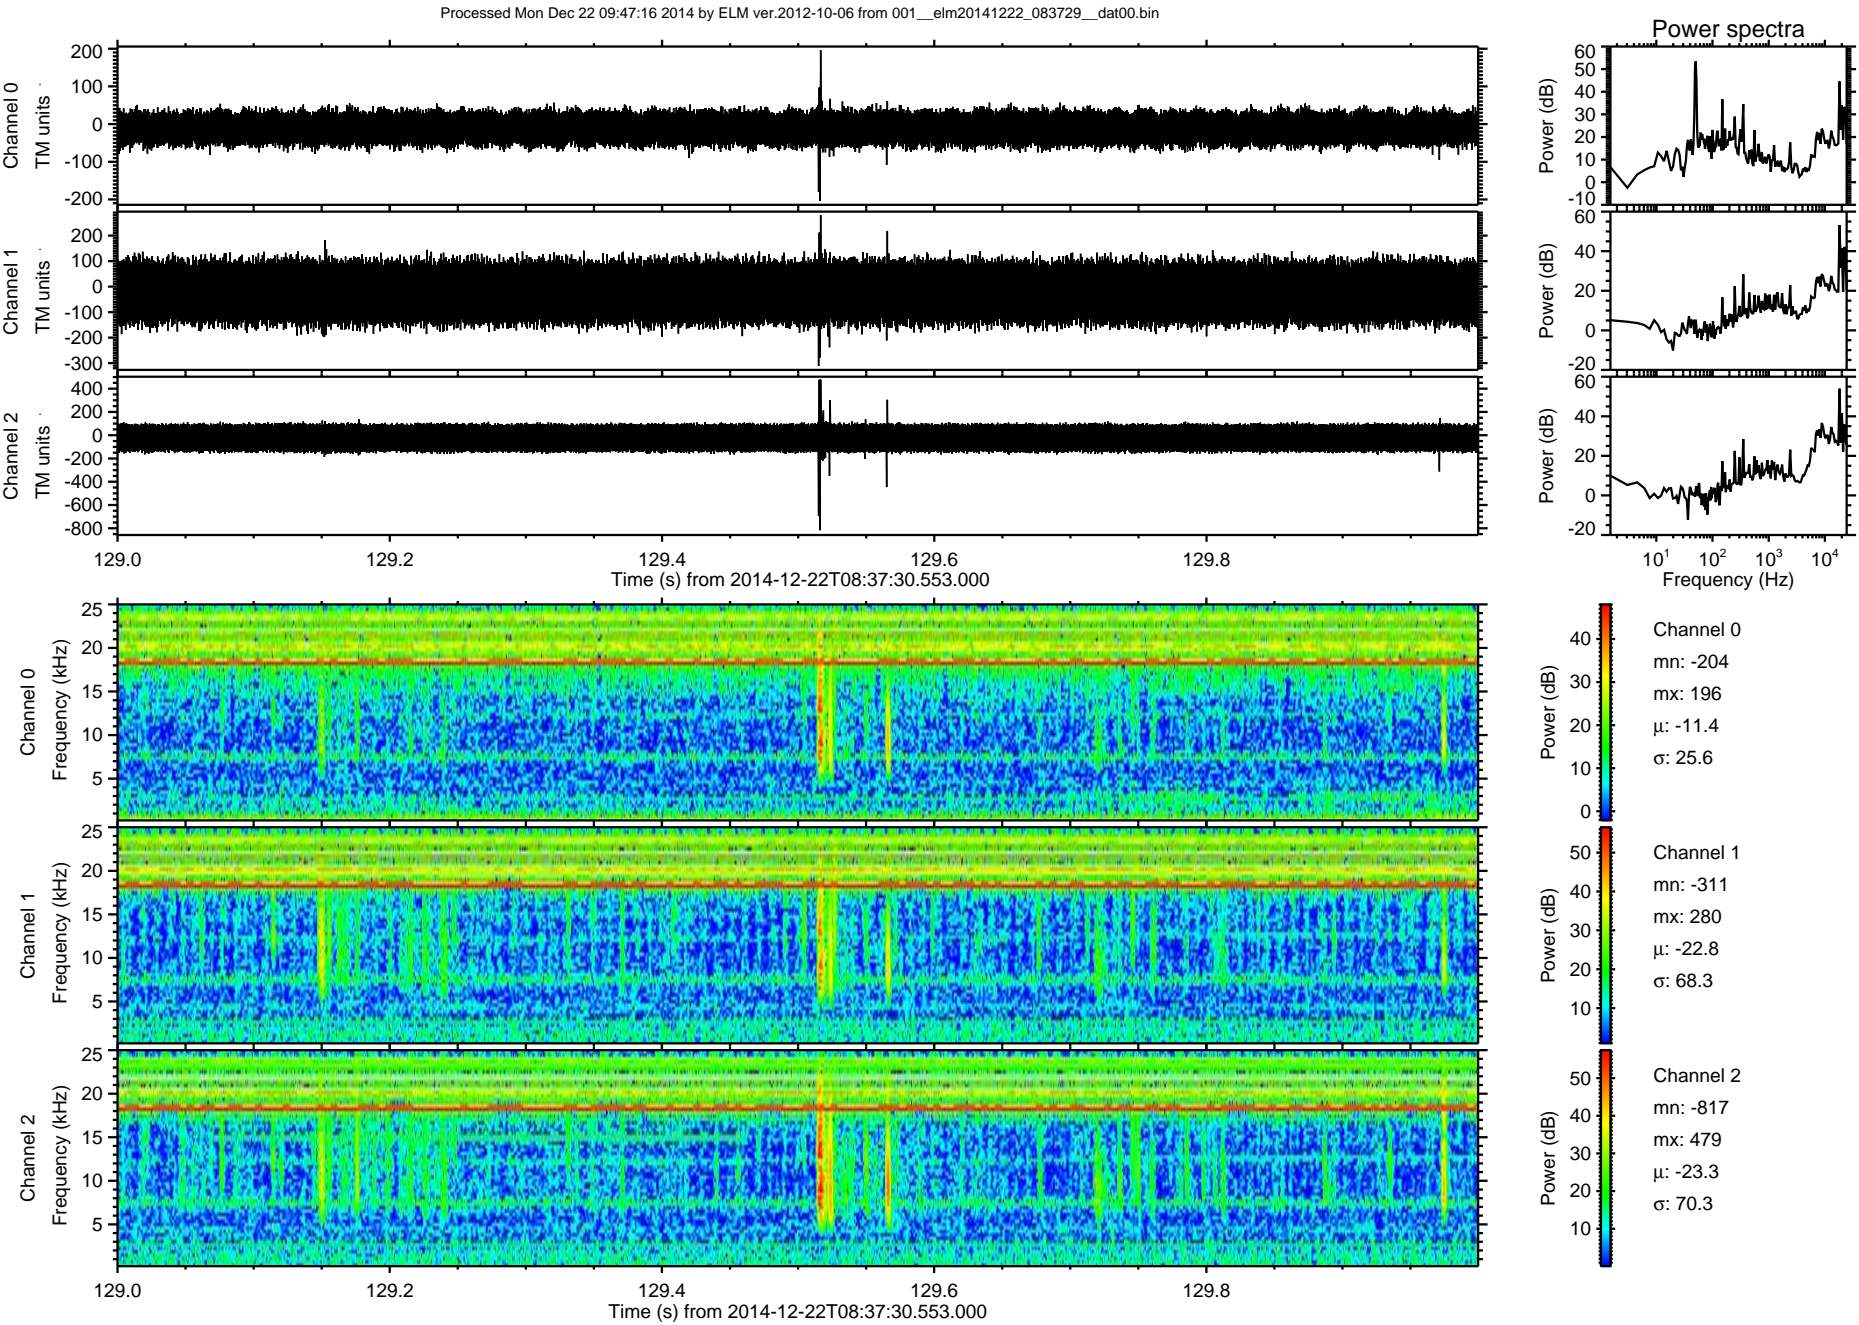 Processed Mon Dec 22 09:47:16 2014 by ELM ver.2012-10-06 from 001__elm20141222_083729__dat00.bin
Power spectra
Channel 0
TM units
200
100
0
-100
-200
Power (dB)
60
50
40
30
20
10
0
-10
Channel 1
TM units
200
100
0
-100
-200
-300
Power (dB)
60
40
20
0
-20
Channel 2
TM units
400
200
0
-200
-400
-600
-800
Power (dB)
60
40
20
0
-20
129.0 129.2 129.4 129.6 129.8
Time (s) from 2014-12-22T08:37:30.553.000
10¹ 10² 10³ 10⁴
Frequency (Hz)
Channel 0
Frequency (kHz)
25
20
15
10
5
Power (dB)
40
30
20
10
0
Channel 0
mn: -204
mx: 196
μ: -11.4
σ: 25.6
Channel 1
Frequency (kHz)
25
20
15
10
5
Power (dB)
50
40
30
20
10
Channel 1
mn: -311
mx: 280
μ: -22.8
σ: 68.3
Channel 2
Frequency (kHz)
25
20
15
10
5
Power (dB)
50
40
30
20
10
Channel 2
mn: -817
mx: 479
μ: -23.3
σ: 70.3
129.0 129.2 129.4 129.6 129.8
Time (s) from 2014-12-22T08:37:30.553.000